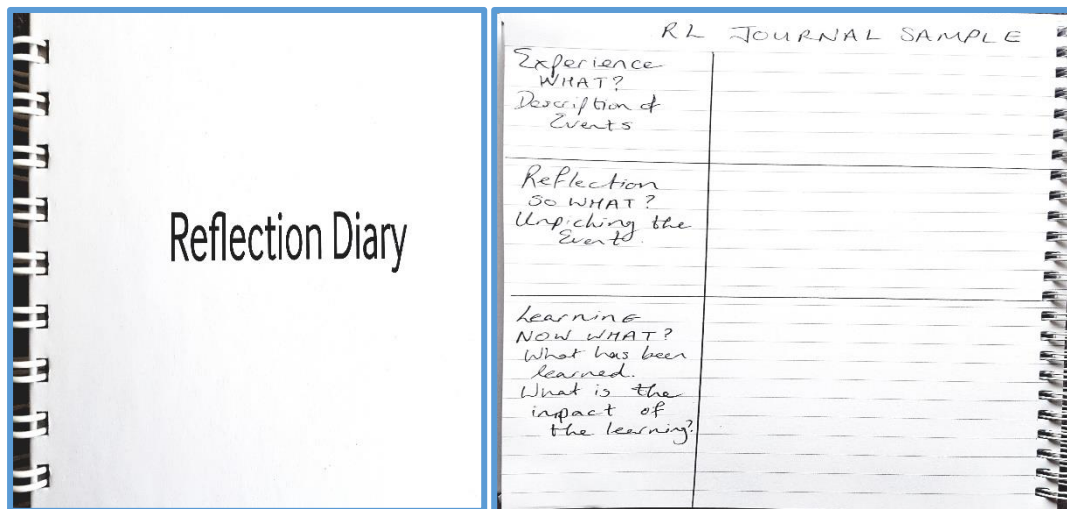 Reflection Diary
RL JOURNAL SAMPLE
Experience
WHAT?
Description of
Events
Reflection
SO WHAT?
Unpicking the
Event.
Learning
NOW WHAT?
What has been
learned.
What is the
impact of
the learning?